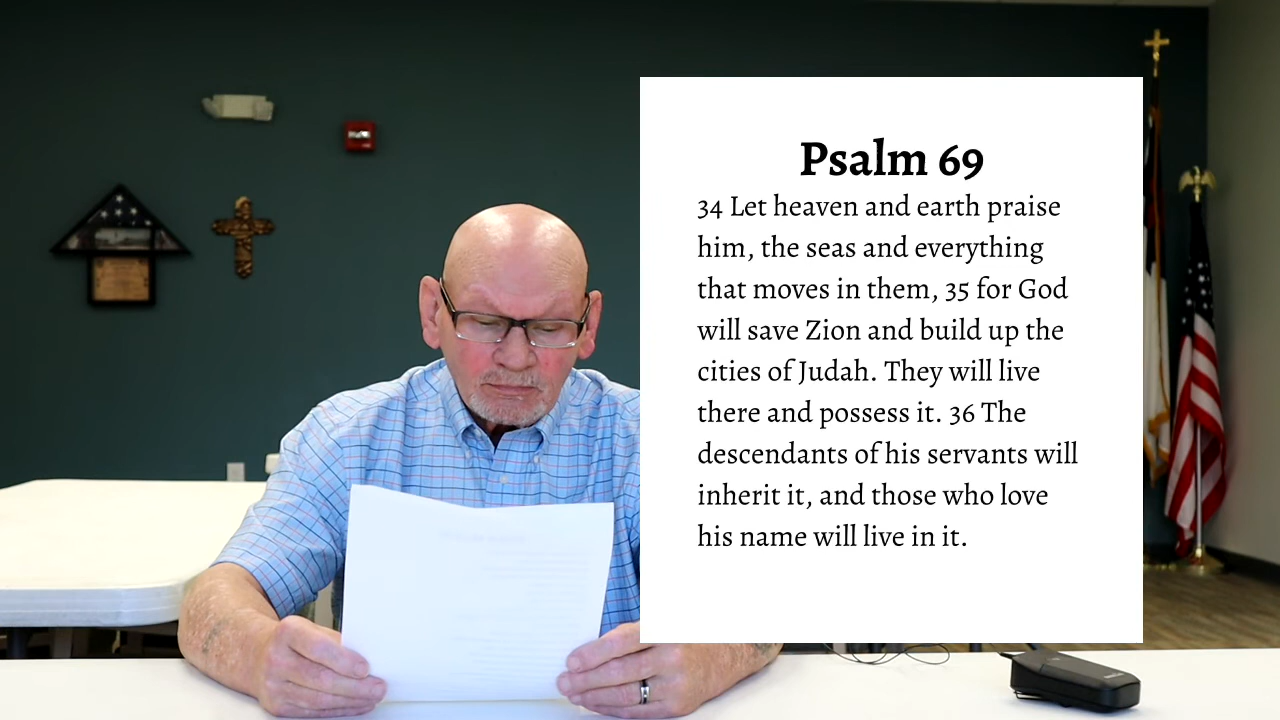 Psalm 69
34 Let heaven and earth praise
him, the seas and everything
that moves in them, 35 for God
will save Zion and build up the
cities of Judah. They will live
there and possess it. 36 The
descendants of his servants will
inherit it, and those who love
his name will live in it.